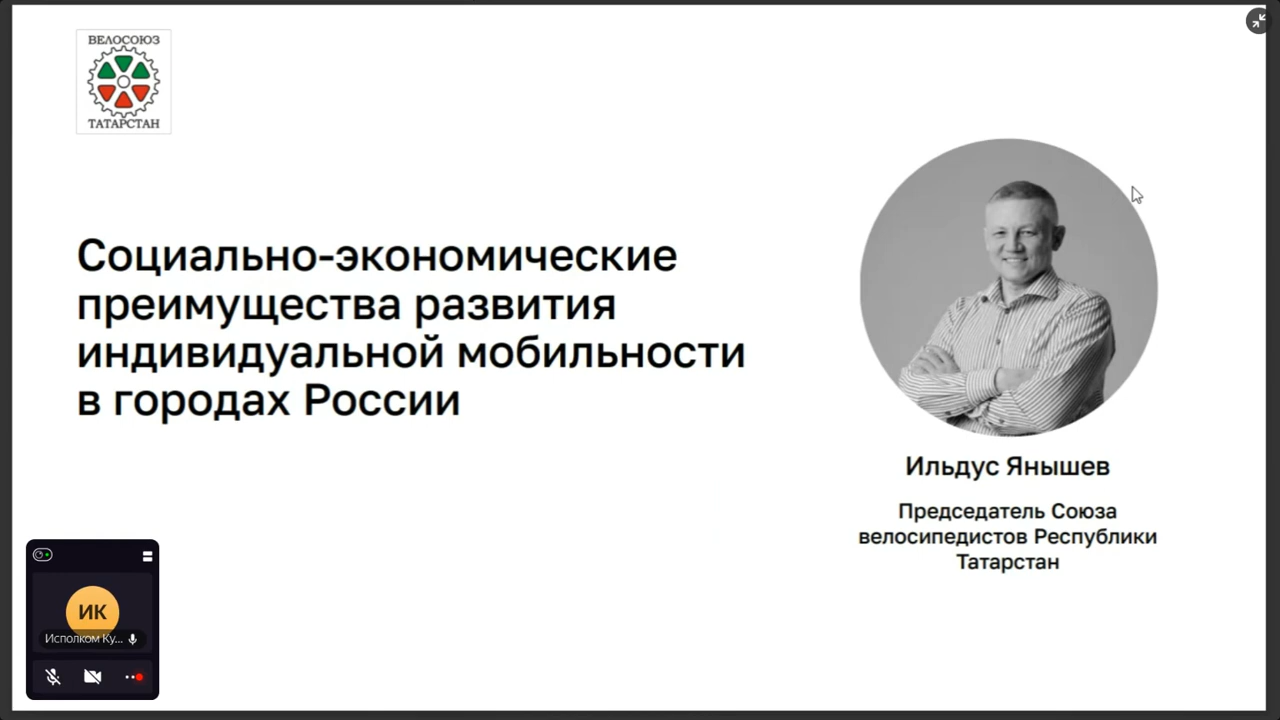 ВЕЛОСОЮЗ
ТАТАРСТАН
Социально-экономические
преимущества развития
индивидуальной мобильности
в городах России
Ильдус Янышев
Председатель Союза
велосипедистов Республики
Татарстан
ИК
Исполком Ку...